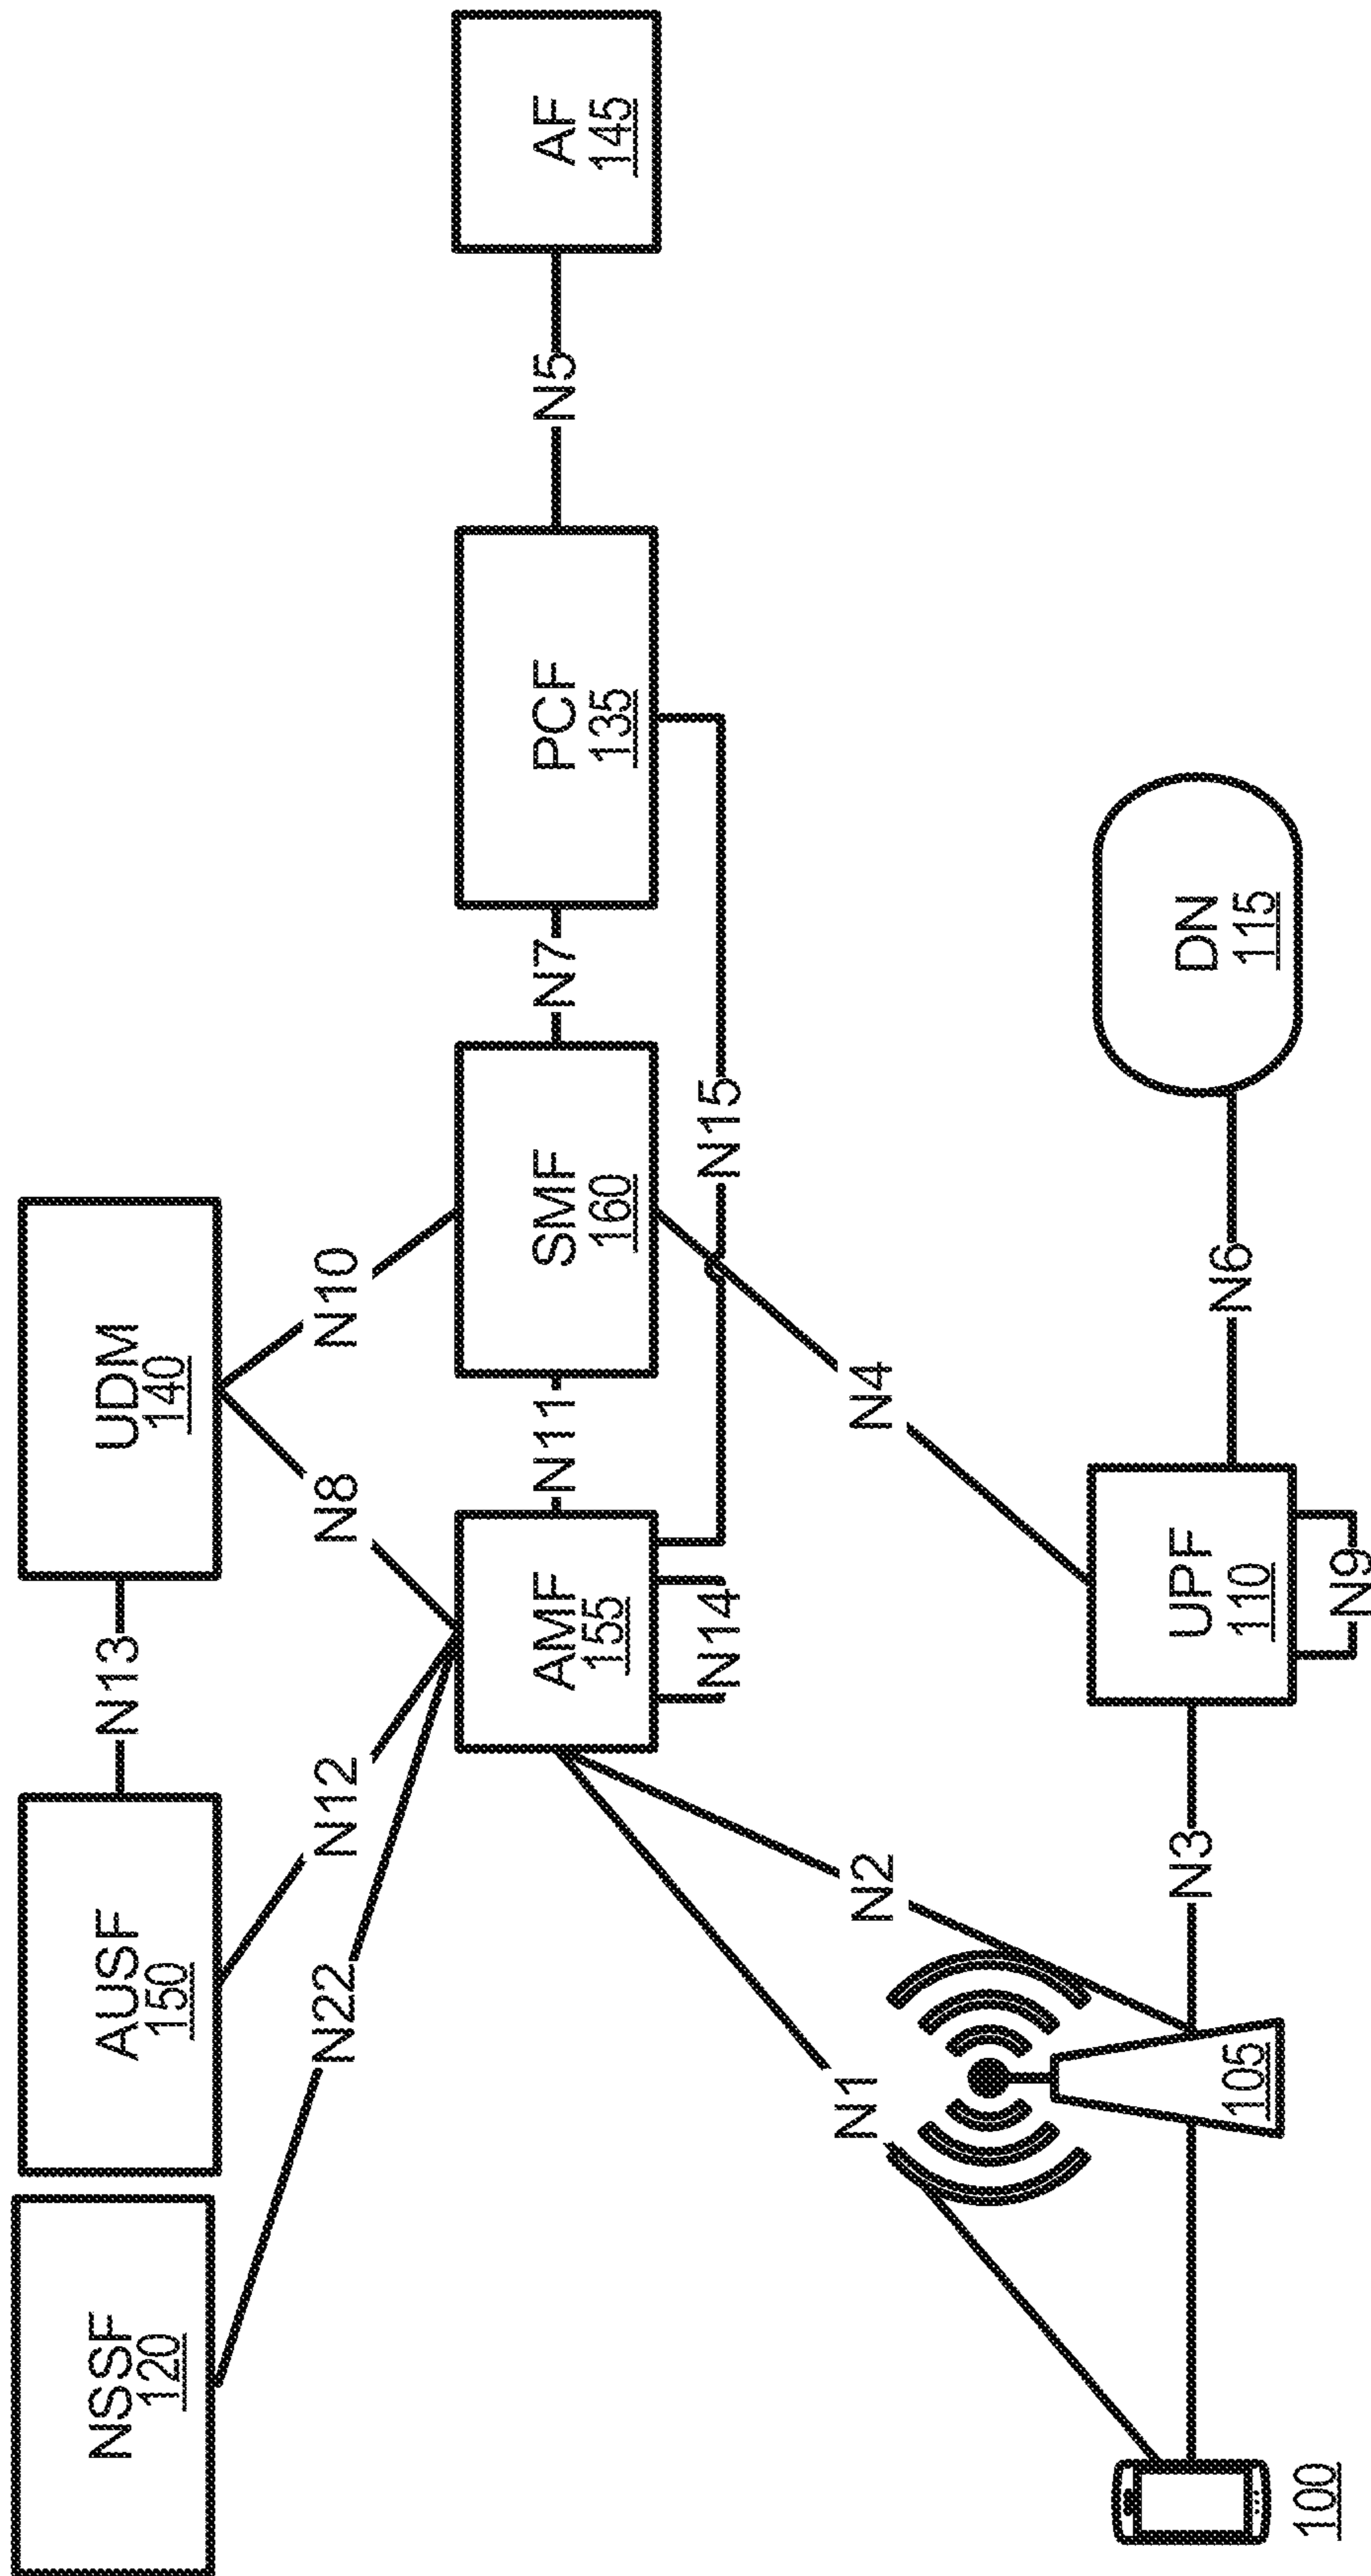 NSSF
120
AUSF
150
UDM
140
N13
N22
N12
N8
N10
AMF
155
N11
SMF
160
N7
PCF
135
N5
AF
145
N14
N15
N1
N2
N4
100
105
N3
UPF
110
N9
N6
DN
115